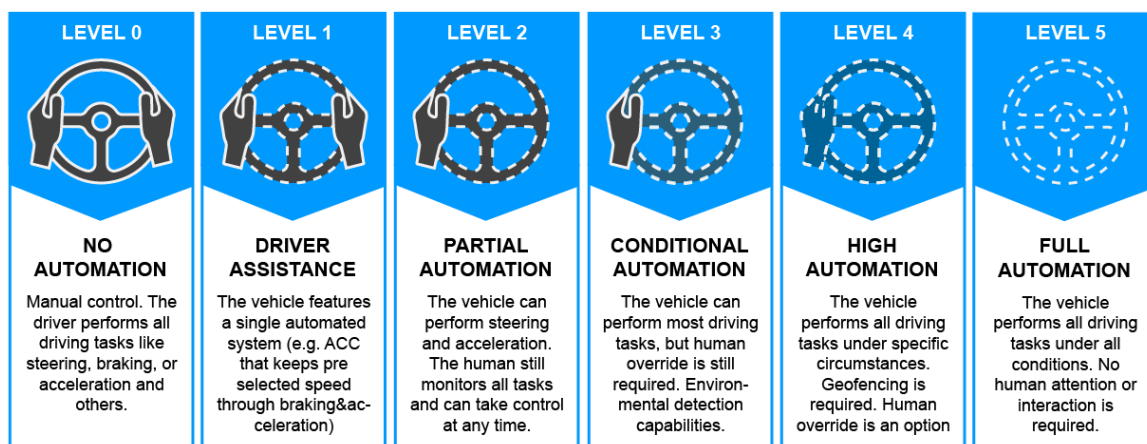 LEVEL 0
NO
AUTOMATION
Manual control. The
driver performs all
driving tasks like
steering, braking, or
acceleration and
others.
LEVEL 1
DRIVER
ASSISTANCE
The vehicle features
a single automated
system (e.g. ACC
that keeps pre
selected speed
through braking&ac-
celeration)
LEVEL 2
PARTIAL
AUTOMATION
The vehicle can
perform steering
and acceleration.
The human still
monitors all tasks
and can take control
at any time.
LEVEL 3
CONDITIONAL
AUTOMATION
The vehicle can
perform most driving
tasks, but human
override is still
required. Environ-
mental detection
capabilities.
LEVEL 4
HIGH
AUTOMATION
The vehicle
performs all driving
tasks under specific
circumstances.
Geofencing is
required. Human
override is an option
LEVEL 5
FULL
AUTOMATION
The vehicle
performs all driving
tasks under all
conditions. No
human attention or
interaction is
required.